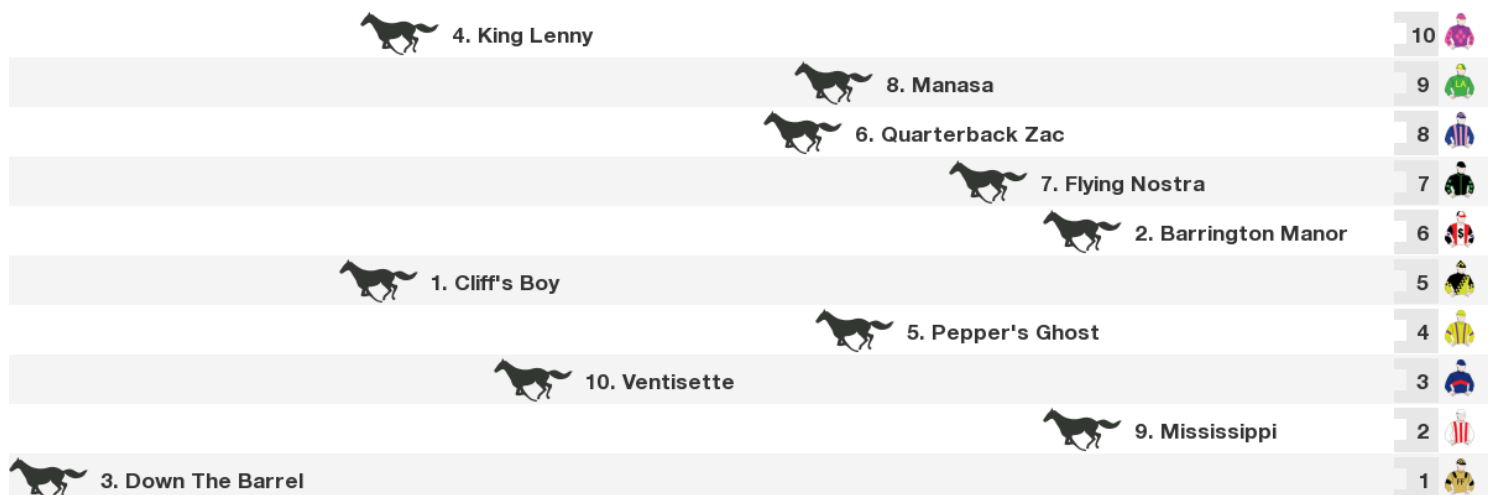 4. King Lenny 10
8. Manasa 9 LA
6. Quarterback Zac 8
7. Flying Nostra 7
2. Barrington Manor 6 $
1. Cliff's Boy 5
5. Pepper's Ghost 4
10. Ventisette 3
9. Mississippi 2
3. Down The Barrel 1 FF